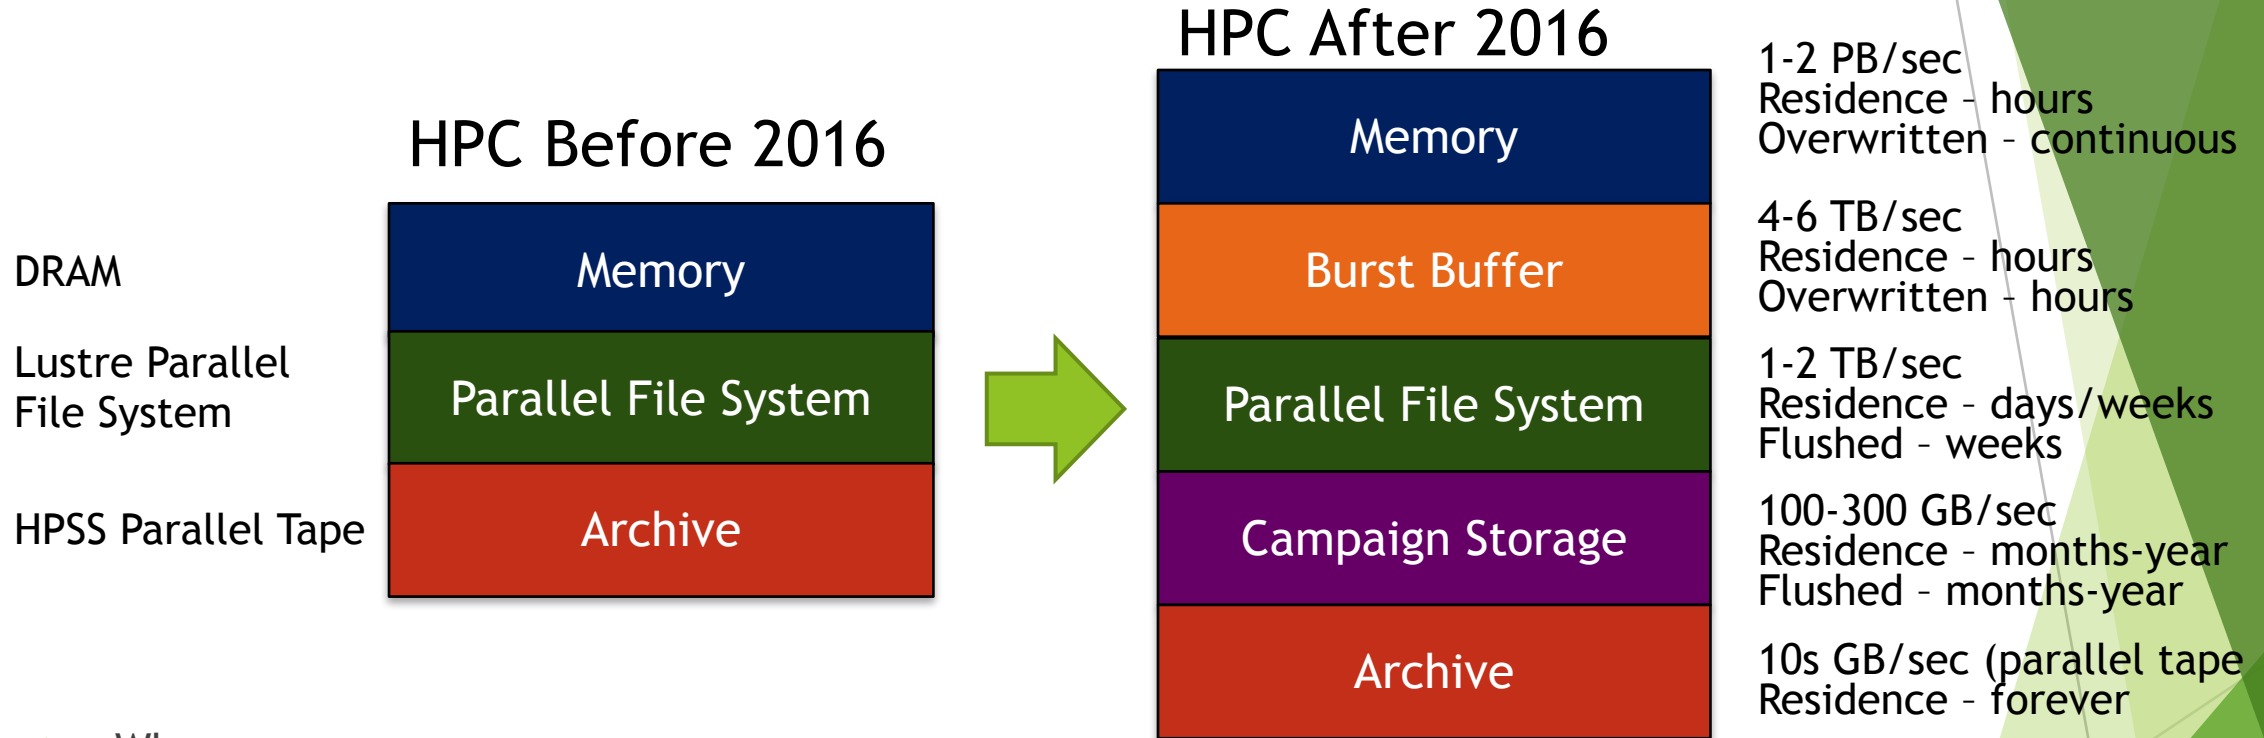 HPC Before 2016
DRAM
Memory
Lustre Parallel
File System
Parallel File System
HPSS Parallel Tape
Archive
HPC After 2016
Memory
1-2 PB/sec
Residence – hours
Overwritten – continuous
Burst Buffer
4-6 TB/sec
Residence – hours
Overwritten – hours
Parallel File System
1-2 TB/sec
Residence – days/weeks
Flushed – weeks
Campaign Storage
100-300 GB/sec
Residence – months-year
Flushed – months-year
Archive
10s GB/sec (parallel tape
Residence – forever